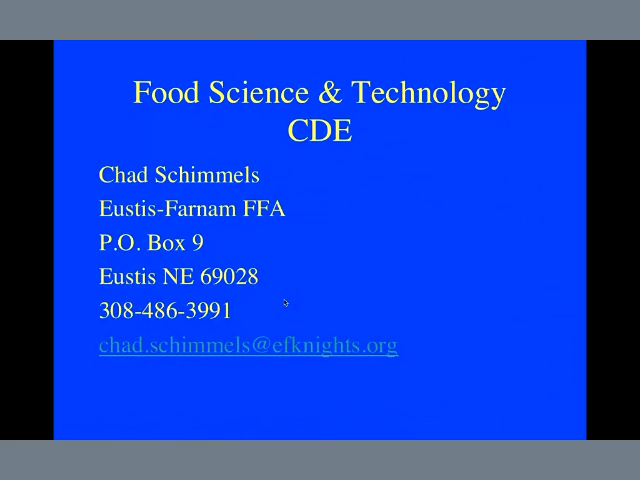 Food Science & Technology
CDE
Chad Schimmels
Eustis-Farnam FFA
P.O. Box 9
Eustis NE 69028
308-486-3991
chad.schimmels@efknights.org